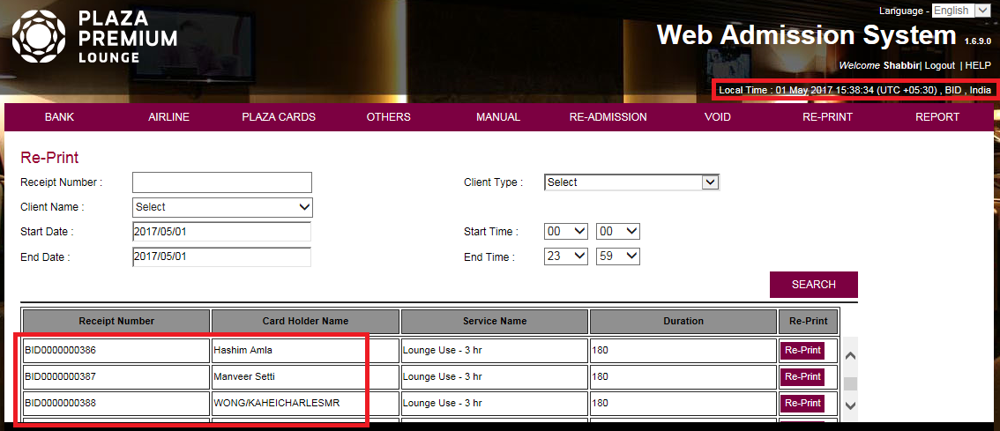 Language - English
PLAZA
PREMIUM
LOUNGE
Web Admission System 1.6.9.0
Welcome Shabbir| Logout | HELP
Local Time : 01 May 2017 15:38:34 (UTC +05:30) , BID , India
BANK AIRLINE PLAZA CARDS OTHERS MANUAL RE-ADMISSION VOID RE-PRINT REPORT
Re-Print
Receipt Number : Client Type : Select
Client Name : Select
Start Date : 2017/05/01 Start Time : 00 00
End Date : 2017/05/01 End Time : 23 59
SEARCH
Receipt Number Card Holder Name Service Name Duration Re-Print
BID0000000386 Hashim Amla Lounge Use - 3 hr 180 Re-Print
BID0000000387 Manveer Setti Lounge Use - 3 hr 180 Re-Print
BID0000000388 WONG/KAHEICHARLESMR Lounge Use - 3 hr 180 Re-Print